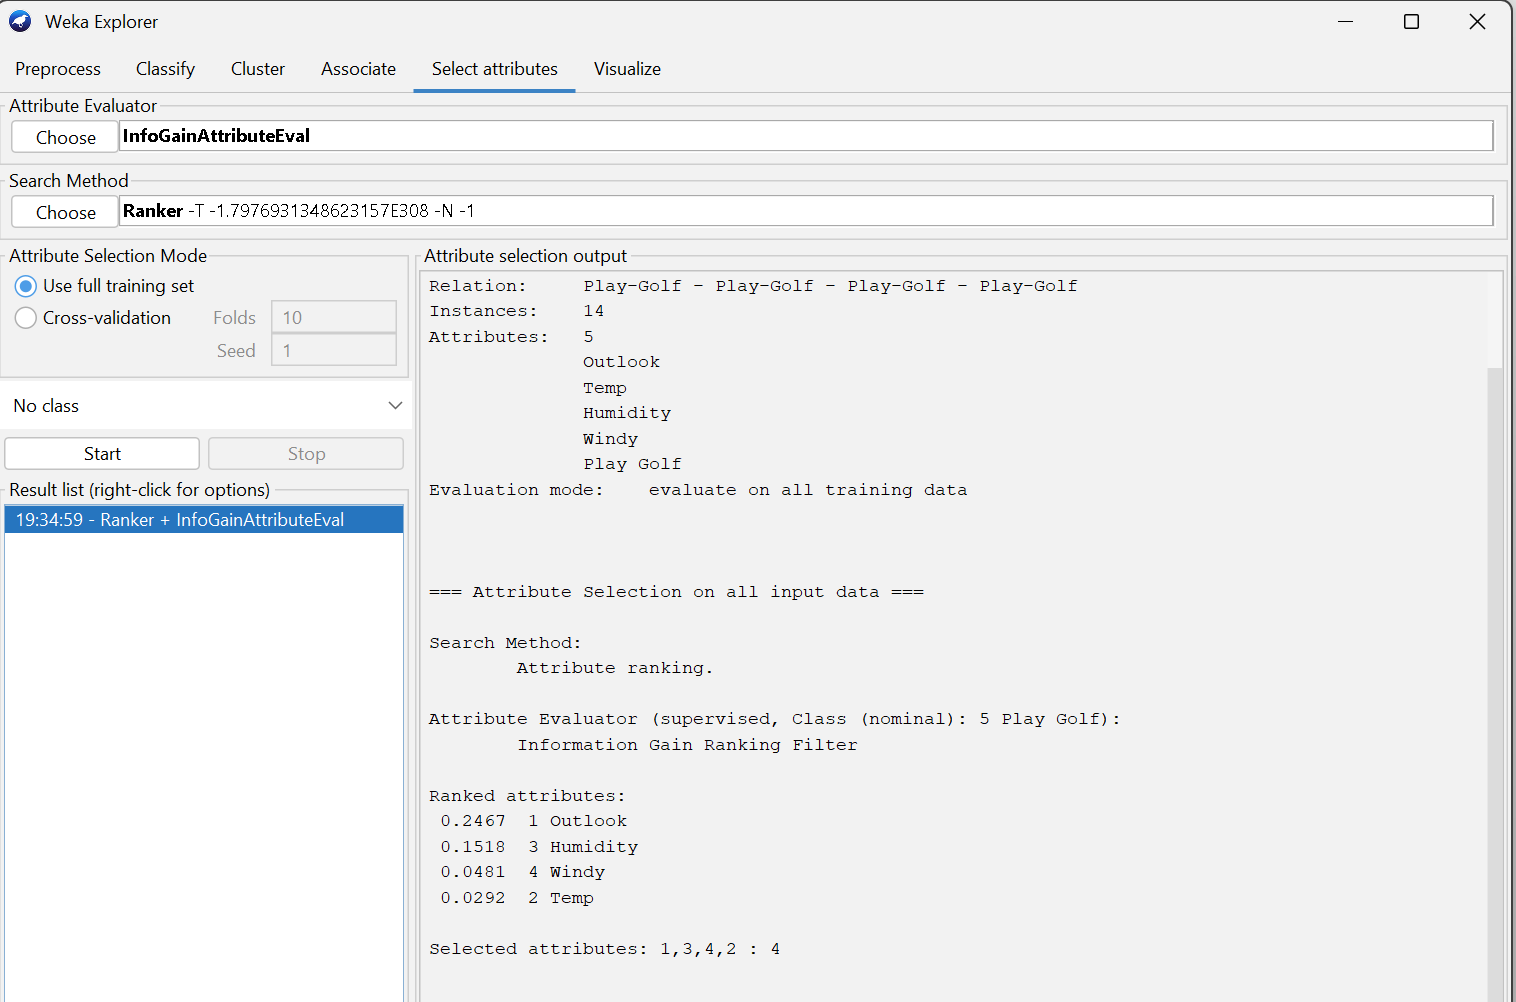 Weka Explorer
Preprocess Classify Cluster Associate Select attributes Visualize
Attribute Evaluator
Choose InfoGainAttributeEval
Search Method
Choose Ranker -T -1.7976931348623157E308 -N -1
Attribute Selection Mode
Use full training set
Cross-validation Folds 10
Seed 1
No class
Start Stop
Result list (right-click for options)
19:34:59 - Ranker + InfoGainAttributeEval
Attribute selection output
Relation: Play-Golf - Play-Golf - Play-Golf - Play-Golf
Instances: 14
Attributes: 5
Outlook
Temp
Humidity
Windy
Play Golf
Evaluation mode: evaluate on all training data
=== Attribute Selection on all input data ===
Search Method:
Attribute ranking.
Attribute Evaluator (supervised, Class (nominal): 5 Play Golf):
Information Gain Ranking Filter
Ranked attributes:
0.2467 1 Outlook
0.1518 3 Humidity
0.0481 4 Windy
0.0292 2 Temp
Selected attributes: 1,3,4,2 : 4